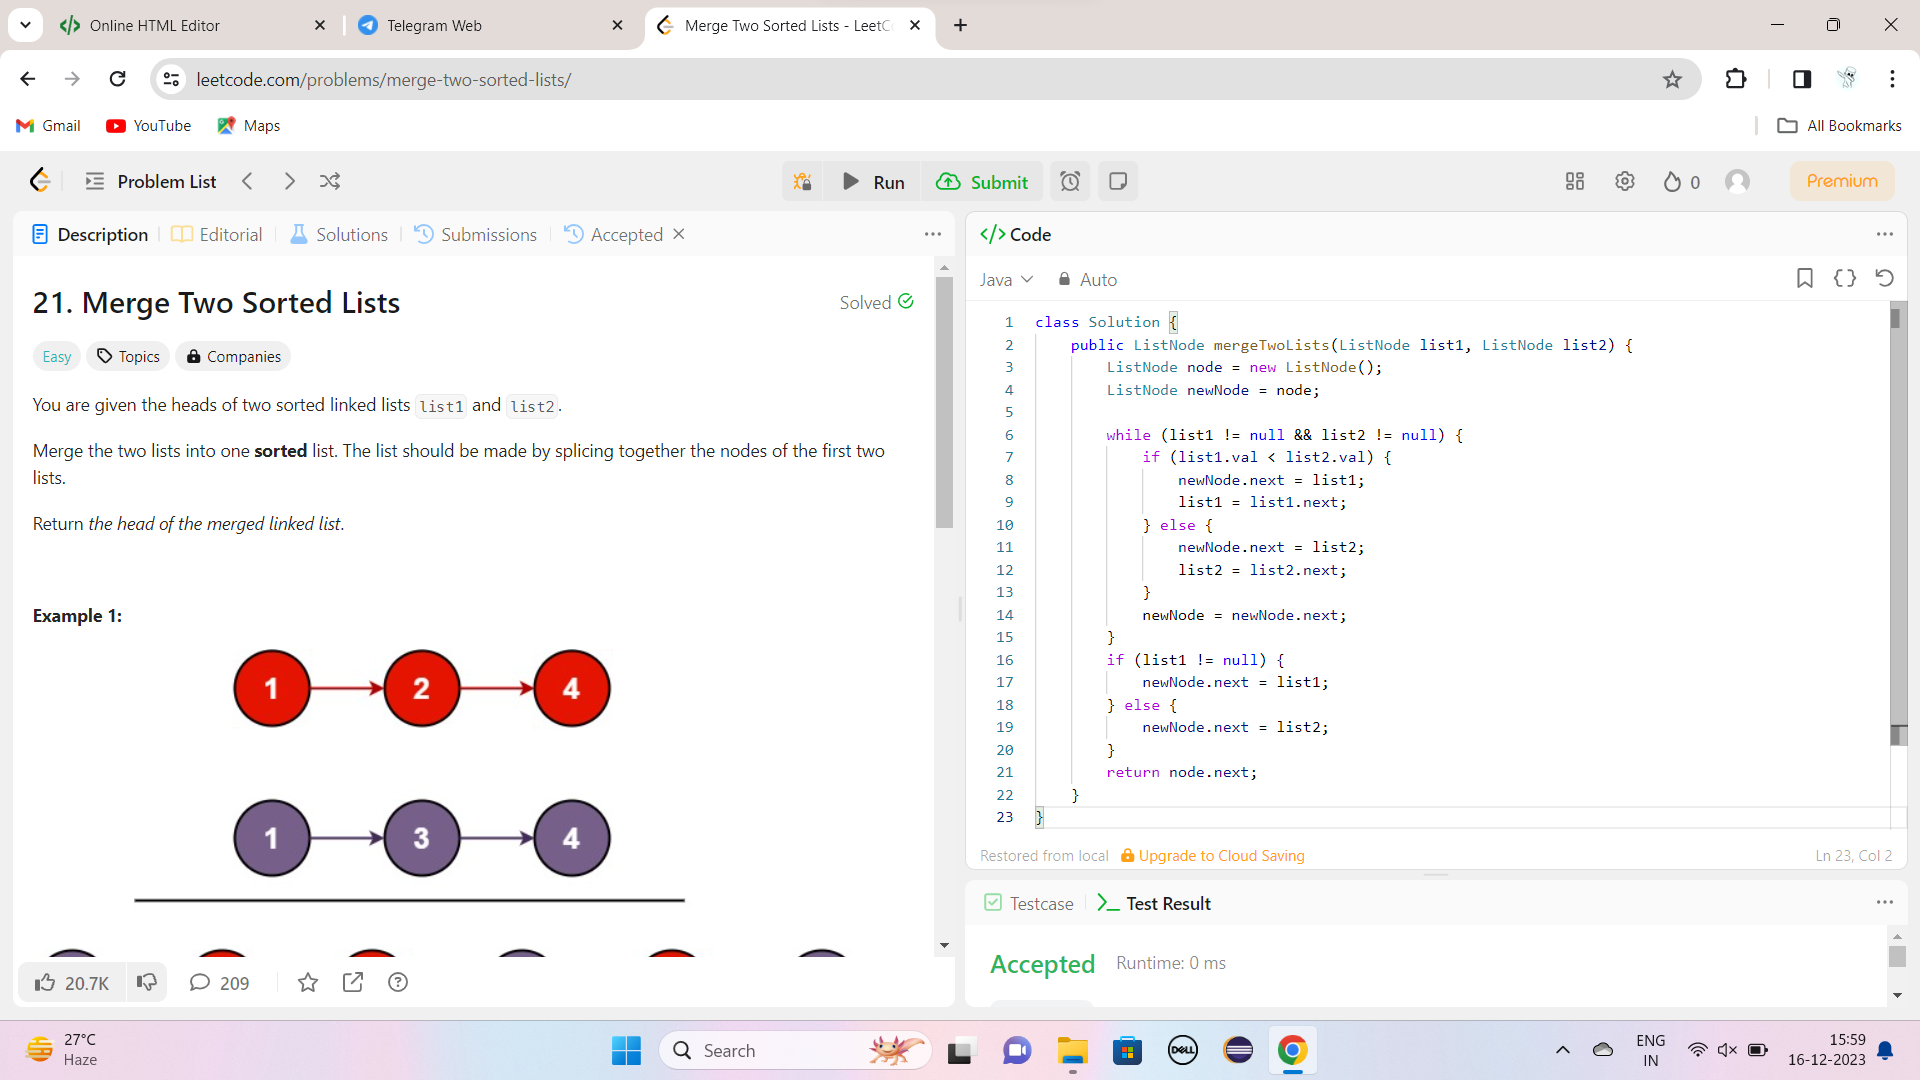 Online HTML Editor
Telegram Web
Merge Two Sorted Lists - LeetC
leetcode.com/problems/merge-two-sorted-lists/
Gmail
YouTube
Maps
All Bookmarks
Problem List
Run
Submit
0
Premium
Description
Editorial
Solutions
Submissions
Accepted
21. Merge Two Sorted Lists
Solved
Easy
Topics
Companies
You are given the heads of two sorted linked lists list1 and list2.
Merge the two lists into one sorted list. The list should be made by splicing together the nodes of the first two
lists.
Return the head of the merged linked list.
Example 1:
1 2 4
1 3 4
20.7K
209
</> Code
Java
Auto
1 class Solution {
2 public ListNode mergeTwoLists(ListNode list1, ListNode list2) {
3 ListNode node = new ListNode();
4 ListNode newNode = node;
5
6 while (list1 != null && list2 != null) {
7 if (list1.val < list2.val) {
8 newNode.next = list1;
9 list1 = list1.next;
10 } else {
11 newNode.next = list2;
12 list2 = list2.next;
13 }
14 newNode = newNode.next;
15 }
16 if (list1 != null) {
17 newNode.next = list1;
18 } else {
19 newNode.next = list2;
20 }
21 return node.next;
22 }
23 }
Restored from local
Upgrade to Cloud Saving
Ln 23, Col 2
Testcase
Test Result
Accepted
Runtime: 0 ms
27°C
Haze
Search
DELL
ENG
IN
15:59
16-12-2023